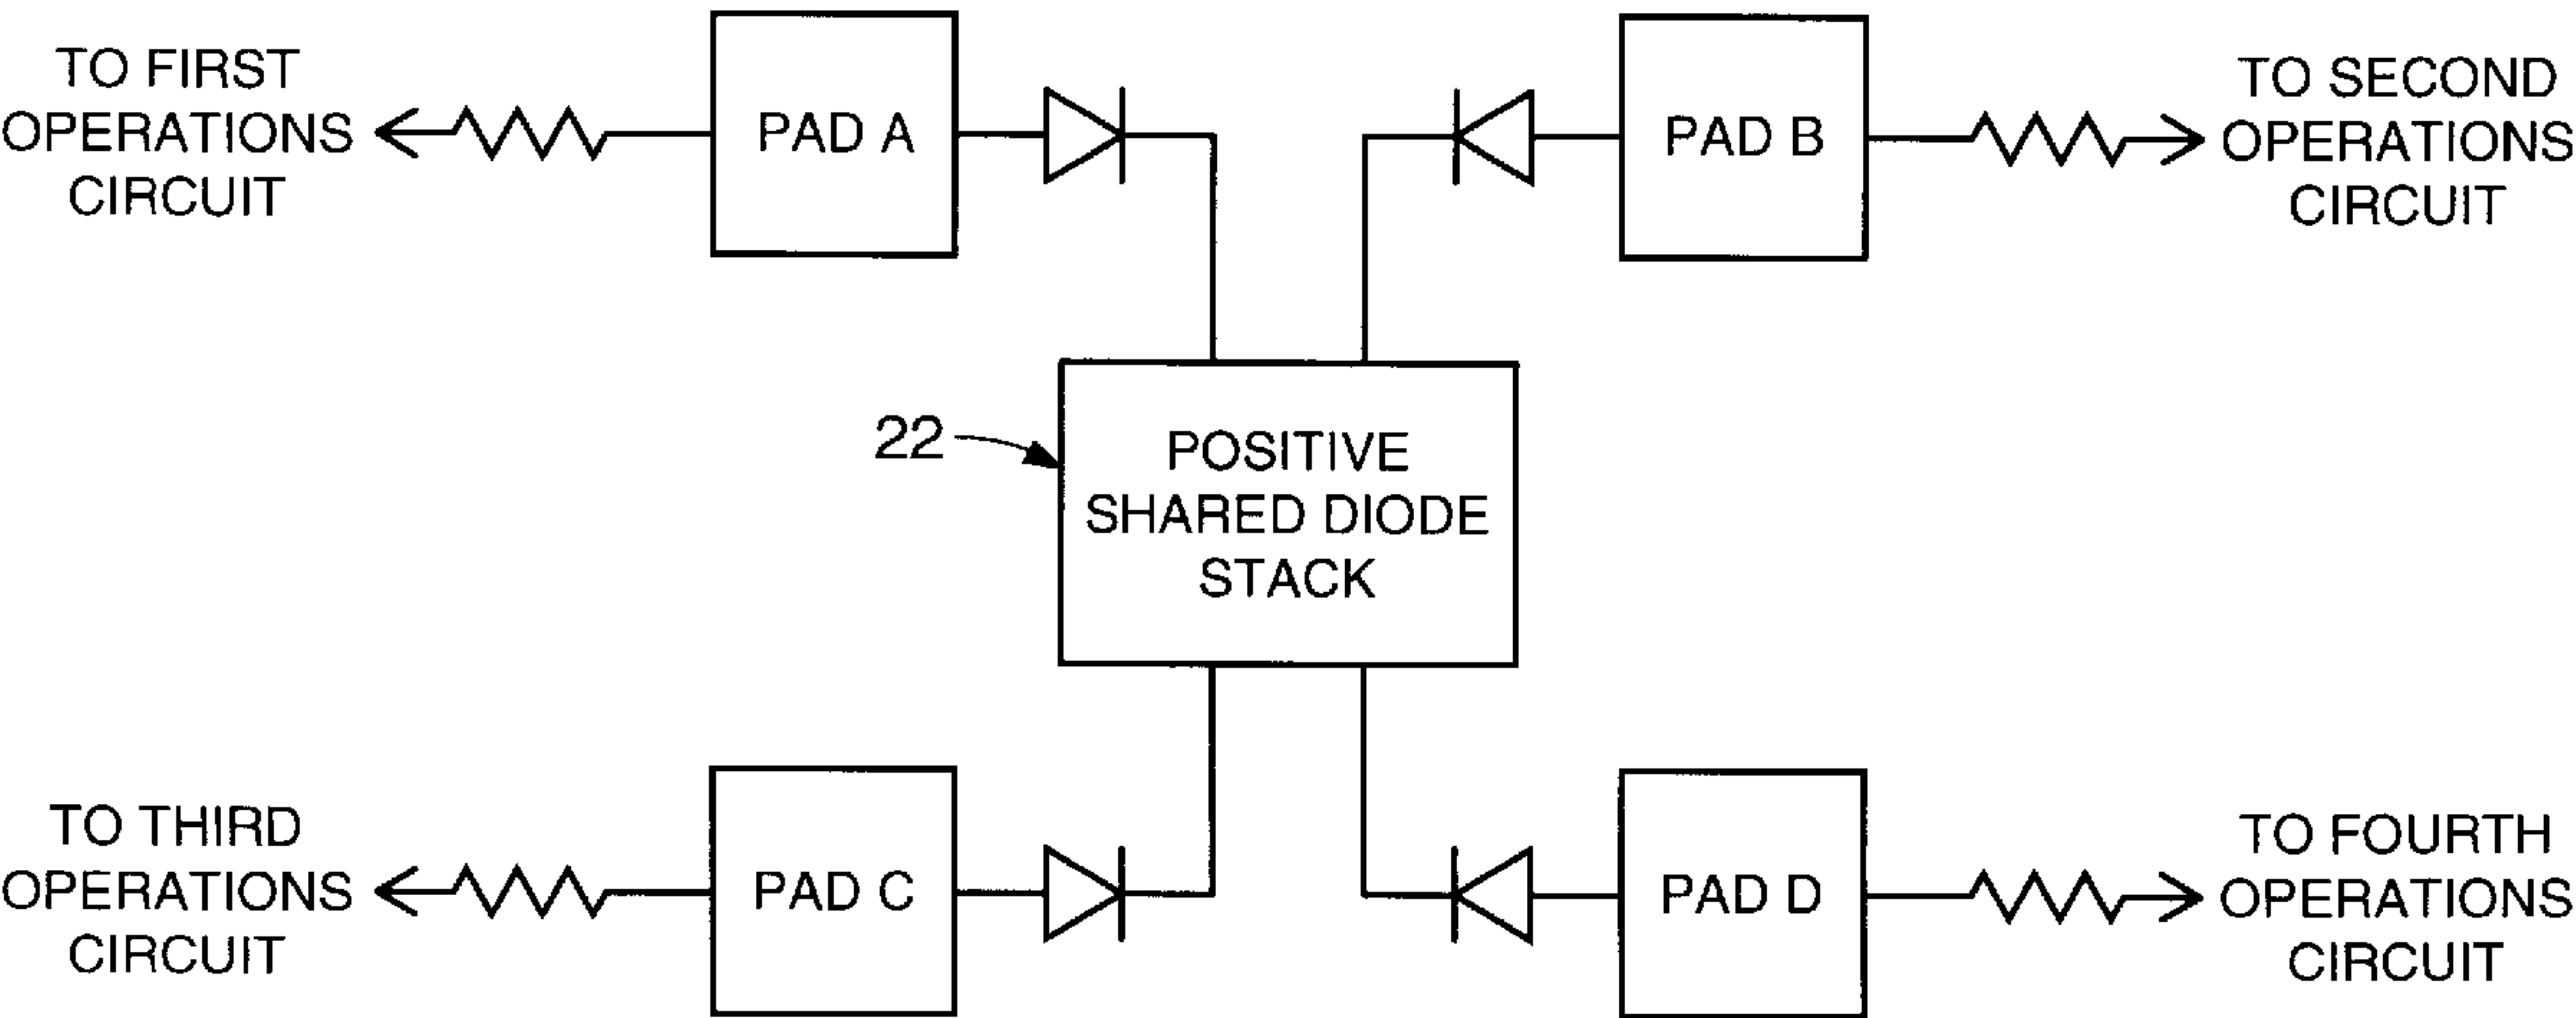 TO FIRST
OPERATIONS
CIRCUIT
PAD A
PAD B
TO SECOND
OPERATIONS
CIRCUIT
22
POSITIVE
SHARED DIODE
STACK
TO THIRD
OPERATIONS
CIRCUIT
PAD C
PAD D
TO FOURTH
OPERATIONS
CIRCUIT